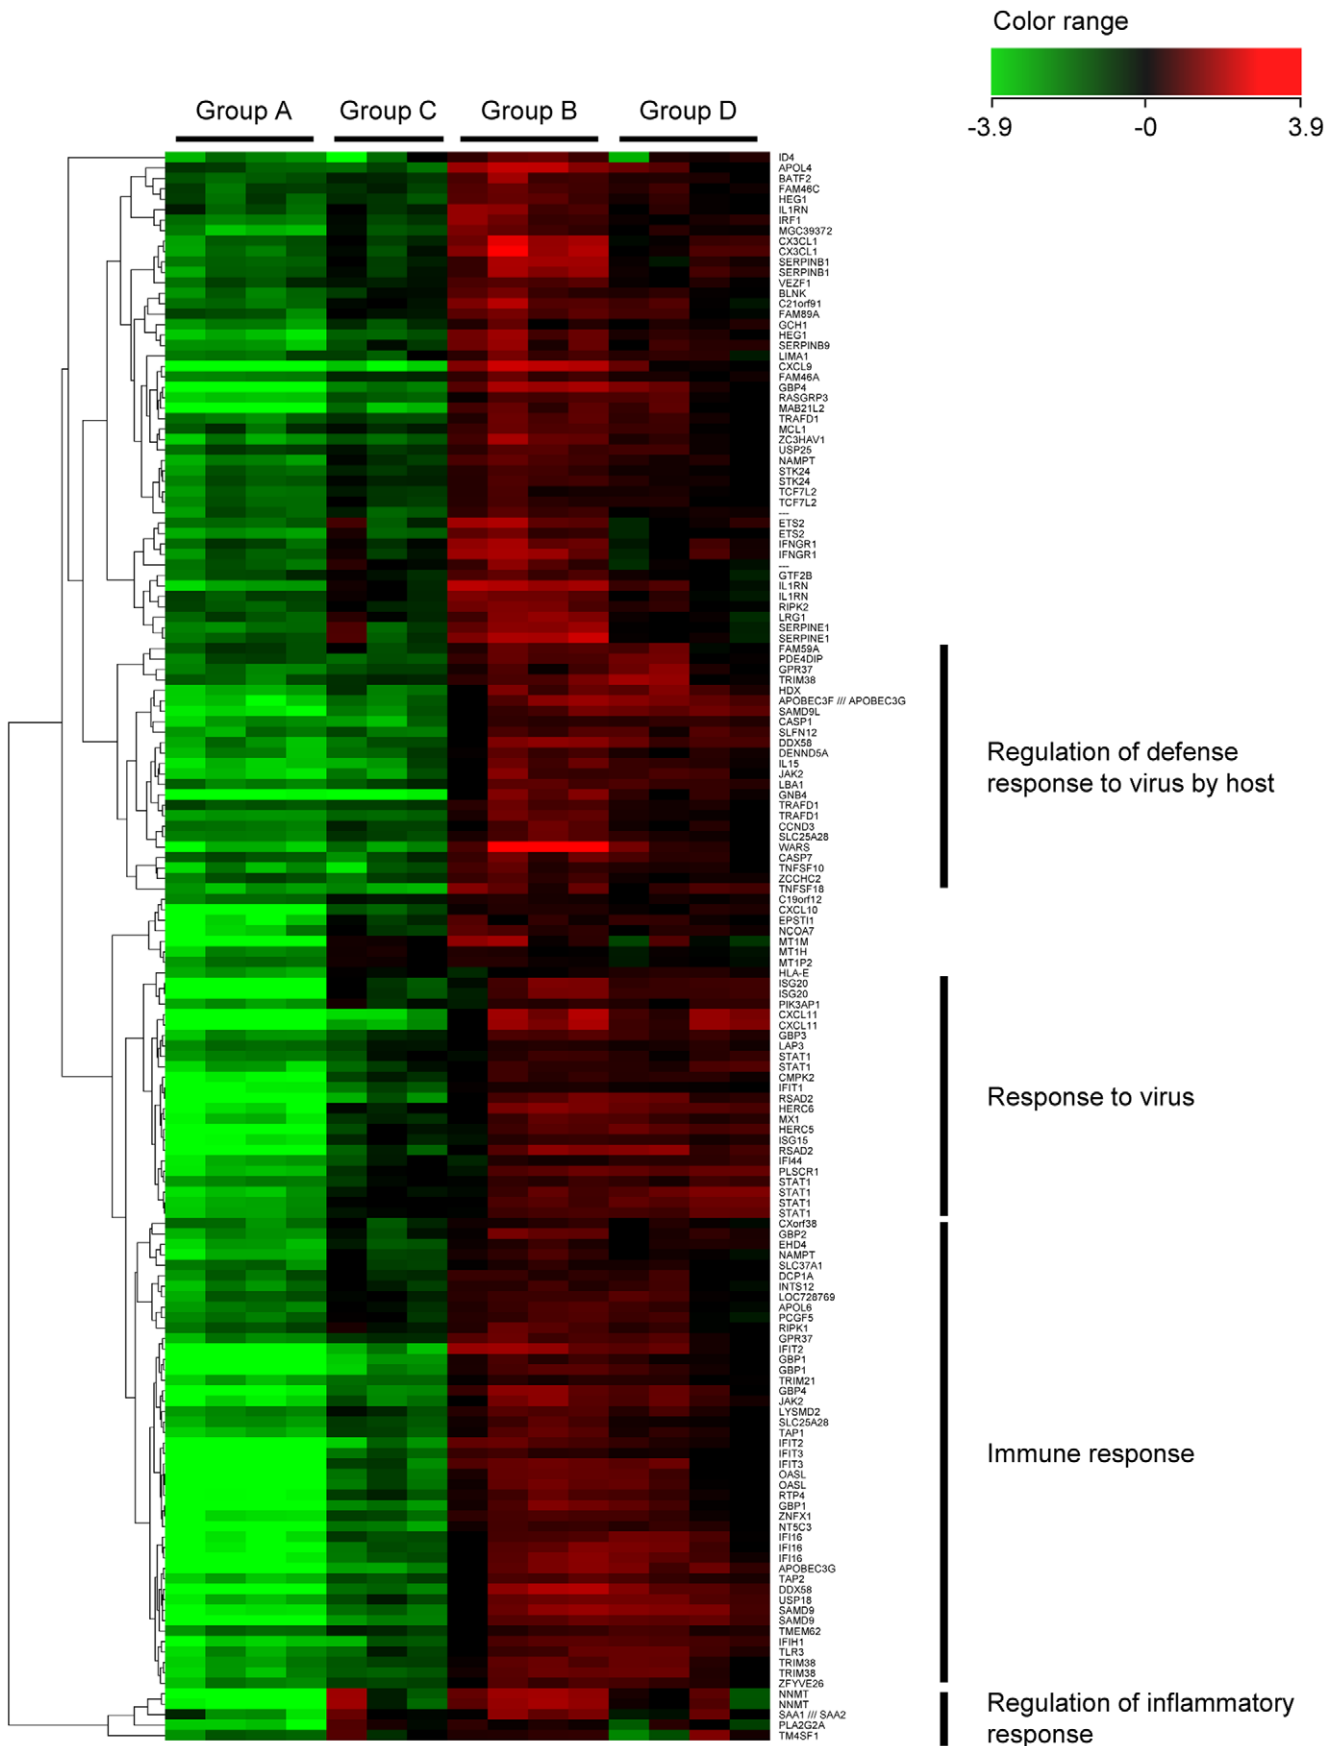 Color range
-3.9
-0
3.9
Group A
Group C
Group B
Group D
ID4
APOL4
BATF2
FAM46C
HEG1
IL1RN
IRF1
MGC39372
CX3CL1
CX3CL1
SERPINB1
SERPINB1
VEZF1
BLNK
C21orf91
FAM89A
GCH1
HEG1
SERPINB9
LIMA1
CXCL9
FAM46A
GBP4
RASGRP3
MAB21L2
TRAFD1
MCL1
ZC3HAV1
USP25
NAMPT
STK24
STK24
TCF7L2
TCF7L2
---
ETS2
ETS2
IFNGR1
IFNGR1
---
GTF2B
IL1RN
IL1RN
RIPK2
LRG1
SERPINE1
SERPINE1
FAM59A
PDE4DIP
GPR37
TRIM38
HDX
APOBEC3F /// APOBEC3G
SAMD9L
CASP1
SLFN12
DDX58
DENND5A
IL15
JAK2
LBA1
GNB4
TRAFD1
TRAFD1
CCND3
SLC25A28
WARS
CASP7
TNFSF10
ZCCHC2
TNFSF18
Regulation of defense
response to virus by host
C19orf12
CXCL10
EPSTI1
NCOA7
MT1M
MT1H
MT1P2
HLA-E
ISG20
ISG20
PIK3AP1
CXCL11
CXCL11
GBP3
LAP3
STAT1
STAT1
CMPK2
IFIT1
RSAD2
HERC6
MX1
HERC5
ISG15
RSAD2
IFI44
PLSCR1
STAT1
STAT1
STAT1
STAT1
Response to virus
CXorf38
GBP2
EHD4
NAMPT
SLC37A1
DCP1A
INTS12
LOC728769
APOL6
PCGF5
RIPK1
GPR37
IFIT2
GBP1
GBP1
TRIM21
GBP4
JAK2
LYSMD2
SLC25A28
TAP1
IFIT2
IFIT3
IFIT3
OASL
OASL
RTP4
GBP1
ZNFX1
NT5C3
IFI16
IFI16
IFI16
APOBEC3G
TAP2
DDX58
USP18
SAMD9
SAMD9
TMEM62
IFIH1
TLR3
TRIM38
TRIM38
ZFYVE26
Immune response
NNMT
NNMT
SAA1 /// SAA2
PLA2G2A
TM4SF1
Regulation of inflammatory
response